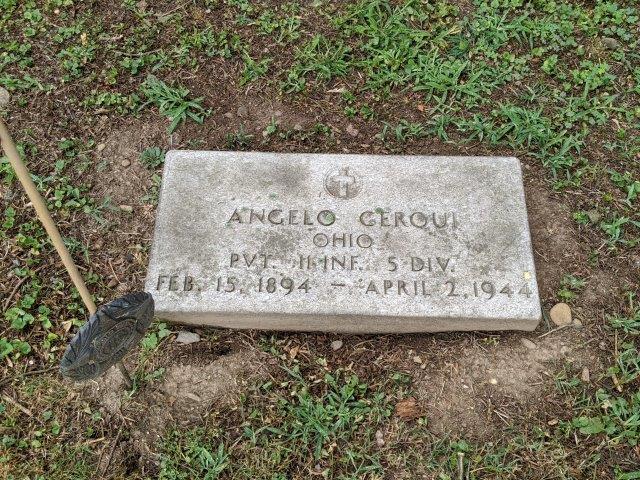 ANGELO CERQUI
OHIO
PVT. 11 INF. 5 DIV.
FEB. 15, 1894 — APRIL 2, 1944